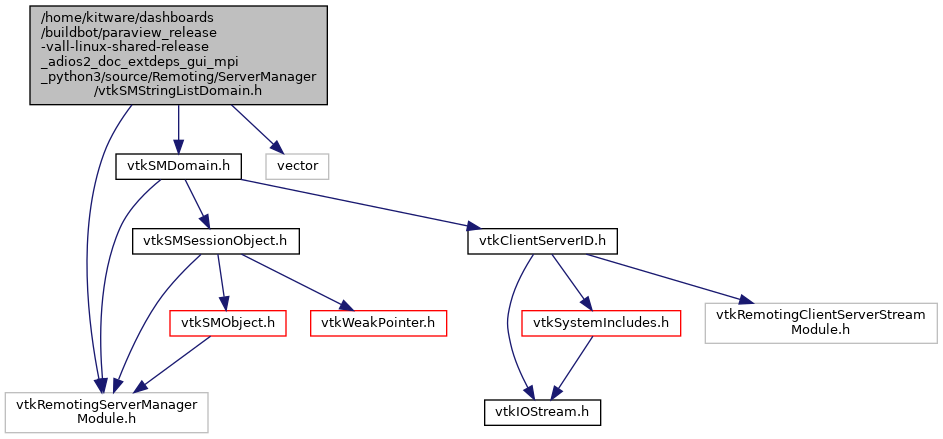 /home/kitware/dashboards
/buildbot/paraview_release
-vall-linux-shared-release
_adios2_doc_extdeps_gui_mpi
_python3/source/Remoting/ServerManager
/vtkSMStringListDomain.h
vtkSMDomain.h
vector
vtkSMSessionObject.h
vtkClientServerID.h
vtkSMObject.h
vtkWeakPointer.h
vtkSystemIncludes.h
vtkRemotingClientServerStream
Module.h
vtkRemotingServerManager
Module.h
vtkIOStream.h